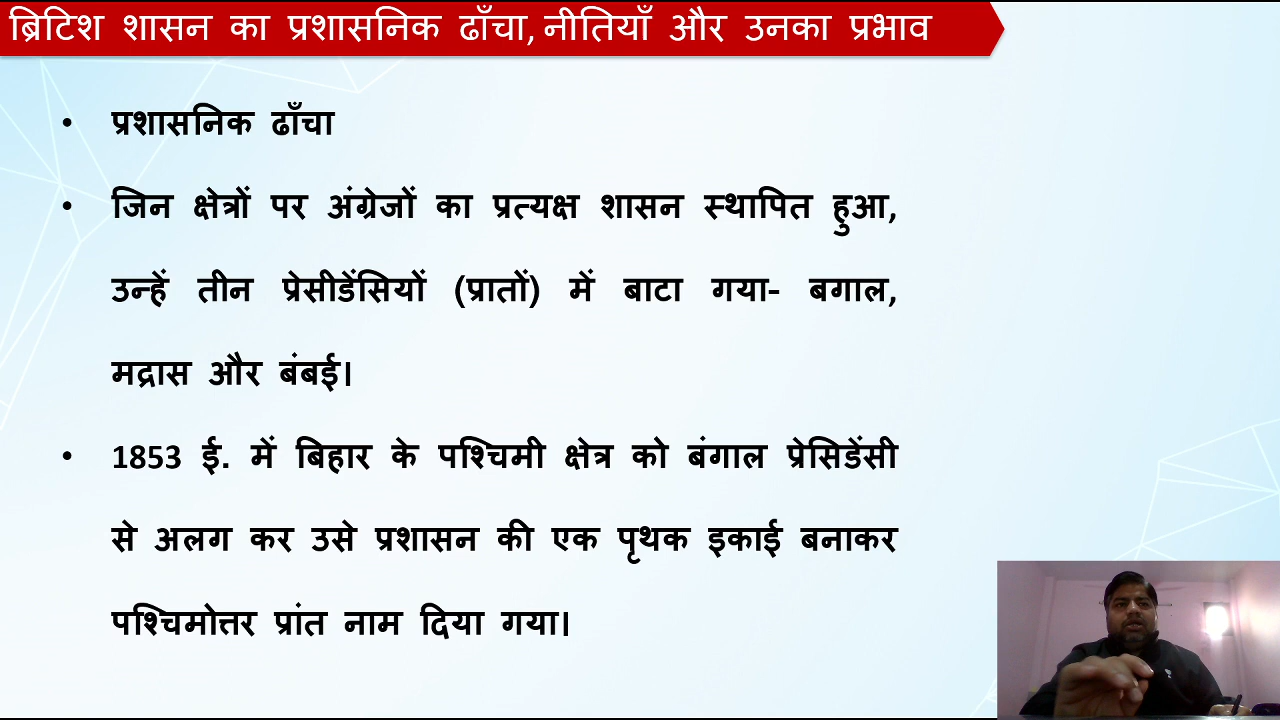 ब्रिटिश शासन का प्रशासनिक ढाँचा, नीतियाँ और उनका प्रभाव
• प्रशासनिक ढाँचा
• जिन क्षेत्रों पर अंग्रेजों का प्रत्यक्ष शासन स्थापित हुआ,
उन्हें तीन प्रेसीडेंसियों (प्रातों) में बाटा गया- बगाल,
मद्रास और बंबई।
• 1853 ई. में बिहार के पश्चिमी क्षेत्र को बंगाल प्रेसिडेंसी
से अलग कर उसे प्रशासन की एक पृथक इकाई बनाकर
पश्चिमोत्तर प्रांत नाम दिया गया।